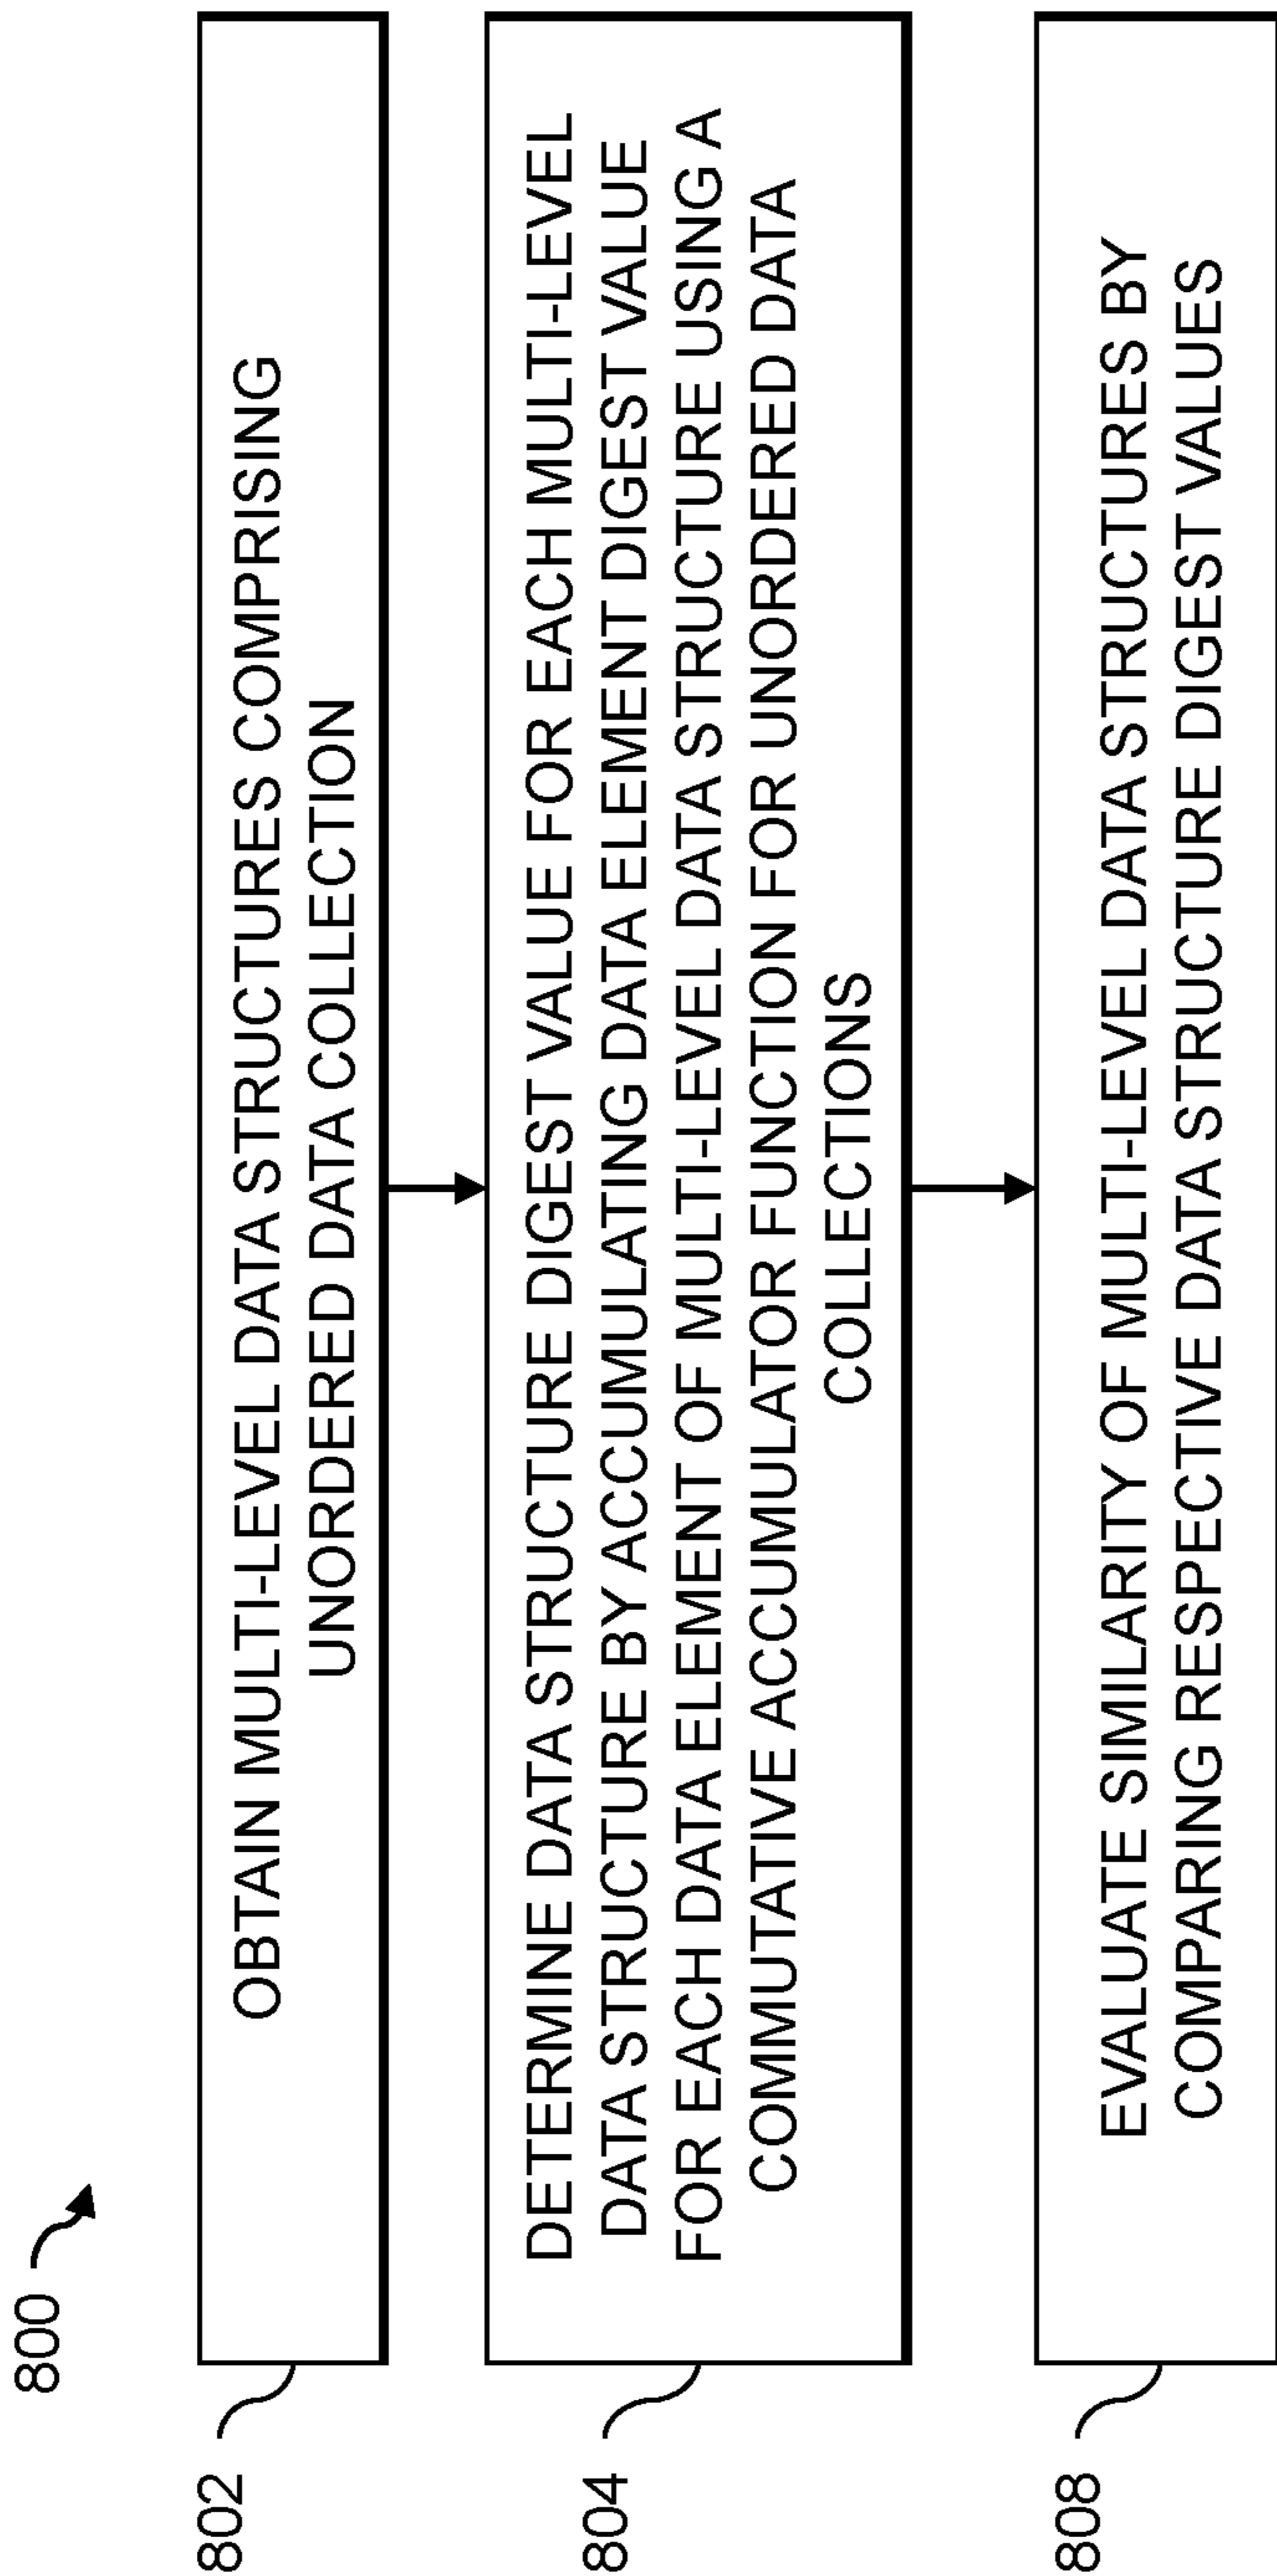 800
802
OBTAIN MULTI-LEVEL DATA STRUCTURES COMPRISING
UNORDERED DATA COLLECTION
804
DETERMINE DATA STRUCTURE DIGEST VALUE FOR EACH MULTI-LEVEL
DATA STRUCTURE BY ACCUMULATING DATA ELEMENT DIGEST VALUE
FOR EACH DATA ELEMENT OF MULTI-LEVEL DATA STRUCTURE USING A
COMMUTATIVE ACCUMULATOR FUNCTION FOR UNORDERED DATA
COLLECTIONS
808
EVALUATE SIMILARITY OF MULTI-LEVEL DATA STRUCTURES BY
COMPARING RESPECTIVE DATA STRUCTURE DIGEST VALUES